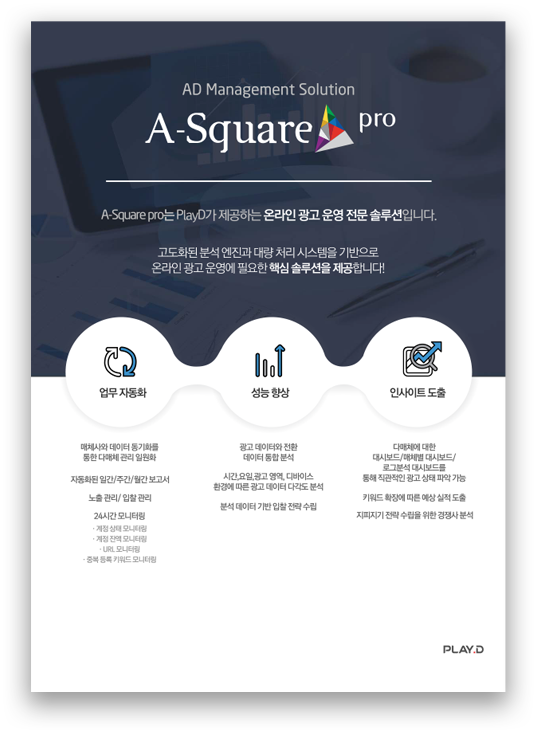 AD Management Solution
A-Square pro
A-Square pro는 PlayD가 제공하는 온라인 광고 운영 전문 솔루션입니다.
고도화된 분석 엔진과 대량 처리 시스템을 기반으로
온라인 광고 운영에 필요한 핵심 솔루션을 제공합니다!
업무 자동화
매체사와 데이터 동기화를
통한 다매체 관리 일원화
자동화된 일간/주간/월간 보고서
노출 관리/ 입찰 관리
24시간 모니터링
- 계정 상태 모니터링
- 계정 잔액 모니터링
- URL 모니터링
- 중복 등록 키워드 모니터링
성능 향상
광고 데이터와 전환
데이터 통합 분석
시간,요일,광고 영역, 디바이스
환경에 따른 광고 데이터 다각도 분석
분석 데이터 기반 입찰 전략 수립
인사이트 도출
다매체에 대한
대시보드/매체별 대시보드/
로그분석 대시보드를
통해 직관적인 광고 상태 파악 가능
키워드 확장에 따른 예상 실적 도출
지피지기 전략 수립을 위한 경쟁사 분석
PLAY.D